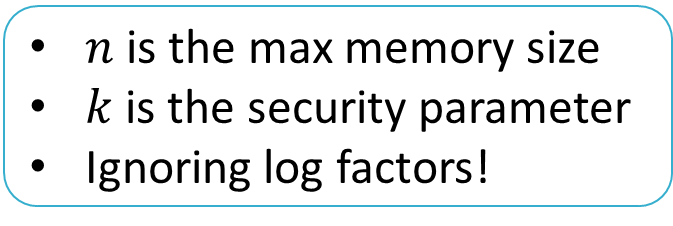 • n is the max memory size
• k is the security parameter
• Ignoring log factors!